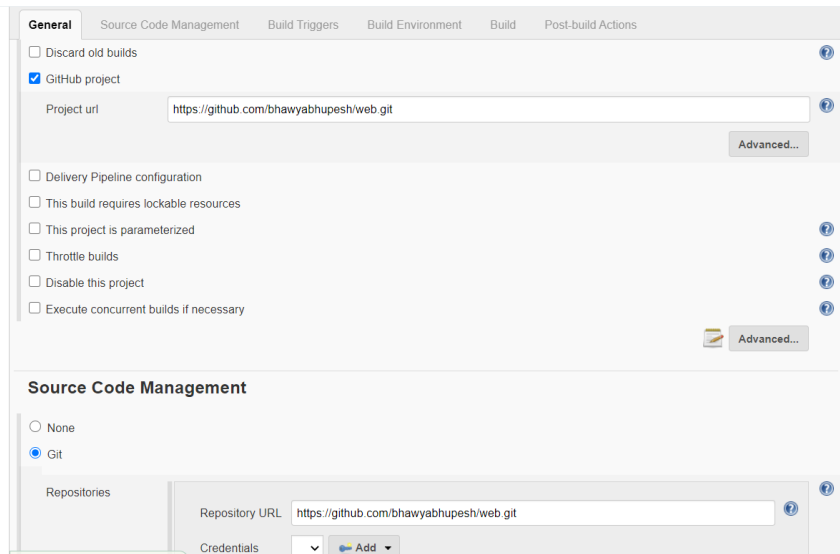 General Source Code Management Build Triggers Build Environment Build Post-build Actions
Discard old builds
GitHub project
Project url https://github.com/bhawyabhupesh/web.git
Advanced...
Delivery Pipeline configuration
This build requires lockable resources
This project is parameterized
Throttle builds
Disable this project
Execute concurrent builds if necessary
Advanced...
Source Code Management
None
Git
Repositories
Repository URL https://github.com/bhawyabhupesh/web.git
Credentials Add